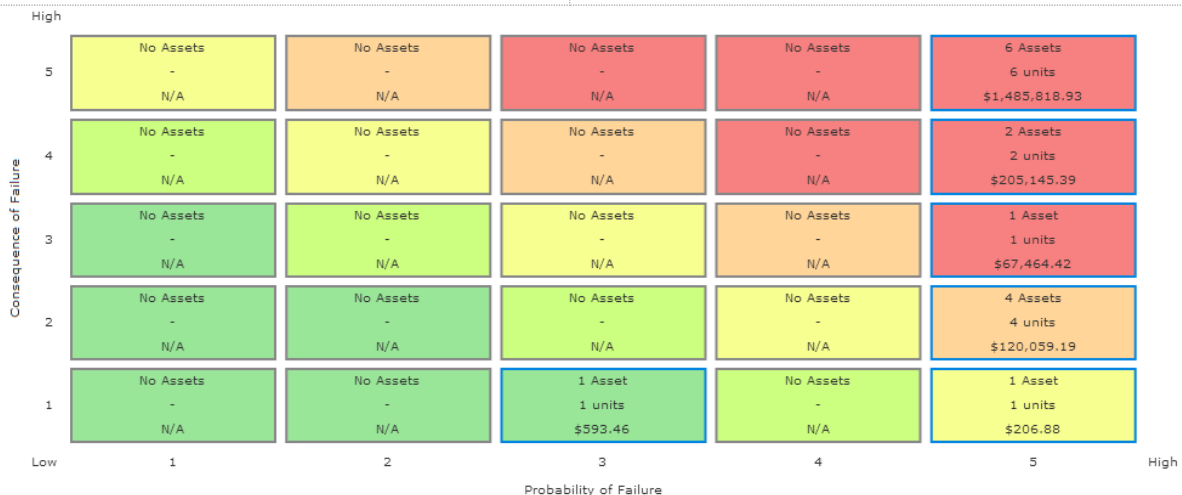 High
No Assets No Assets No Assets No Assets 6 Assets
5 - - - - 6 units
N/A N/A N/A N/A $1,485,818.93
No Assets No Assets No Assets No Assets 2 Assets
4 - - - - 2 units
N/A N/A N/A N/A $205,145.39
Consequence of Failure
No Assets No Assets No Assets No Assets 1 Asset
3 - - - - 1 units
N/A N/A N/A N/A $67,464.42
No Assets No Assets No Assets No Assets 4 Assets
2 - - - - 4 units
N/A N/A N/A N/A $120,059.19
No Assets No Assets 1 Asset No Assets 1 Asset
1 - - 1 units - 1 units
N/A N/A $593.46 N/A $206.88
Low 1 2 3 4 5 High
Probability of Failure